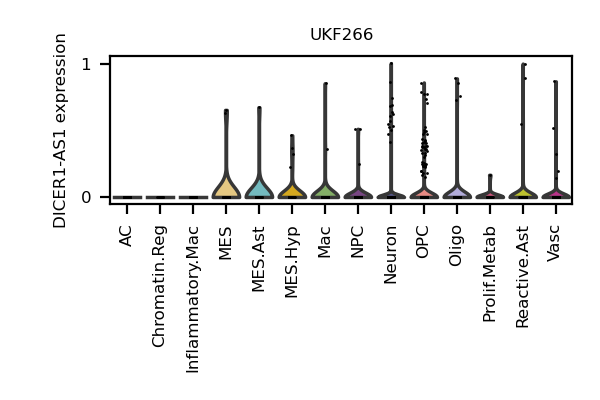 UKF266
DICER1-AS1 expression
1
0
AC
Chromatin.Reg
Inflammatory.Mac
MES
MES.Ast
MES.Hyp
Mac
NPC
Neuron
OPC
Oligo
Prolif.Metab
Reactive.Ast
Vasc